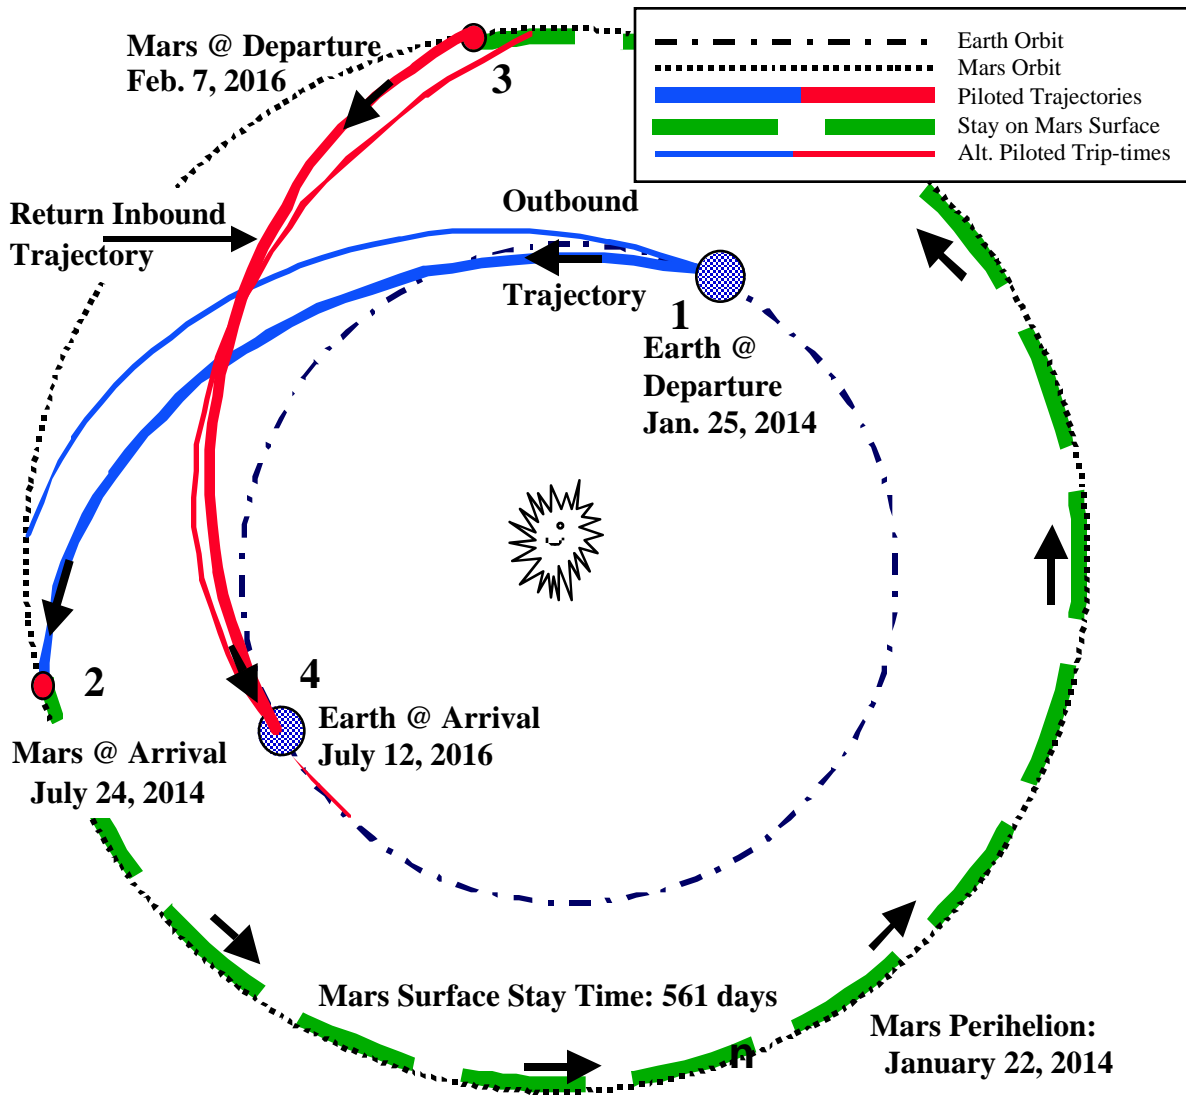 Mars @ Departure
Feb. 7, 2016
3
Earth Orbit
Mars Orbit
Piloted Trajectories
Stay on Mars Surface
Alt. Piloted Trip-times
Return Inbound
Trajectory
Outbound
Trajectory
1
Earth @
Departure
Jan. 25, 2014
2
Mars @ Arrival
July 24, 2014
4
Earth @ Arrival
July 12, 2016
Mars Surface Stay Time: 561 days
n
Mars Perihelion:
January 22, 2014